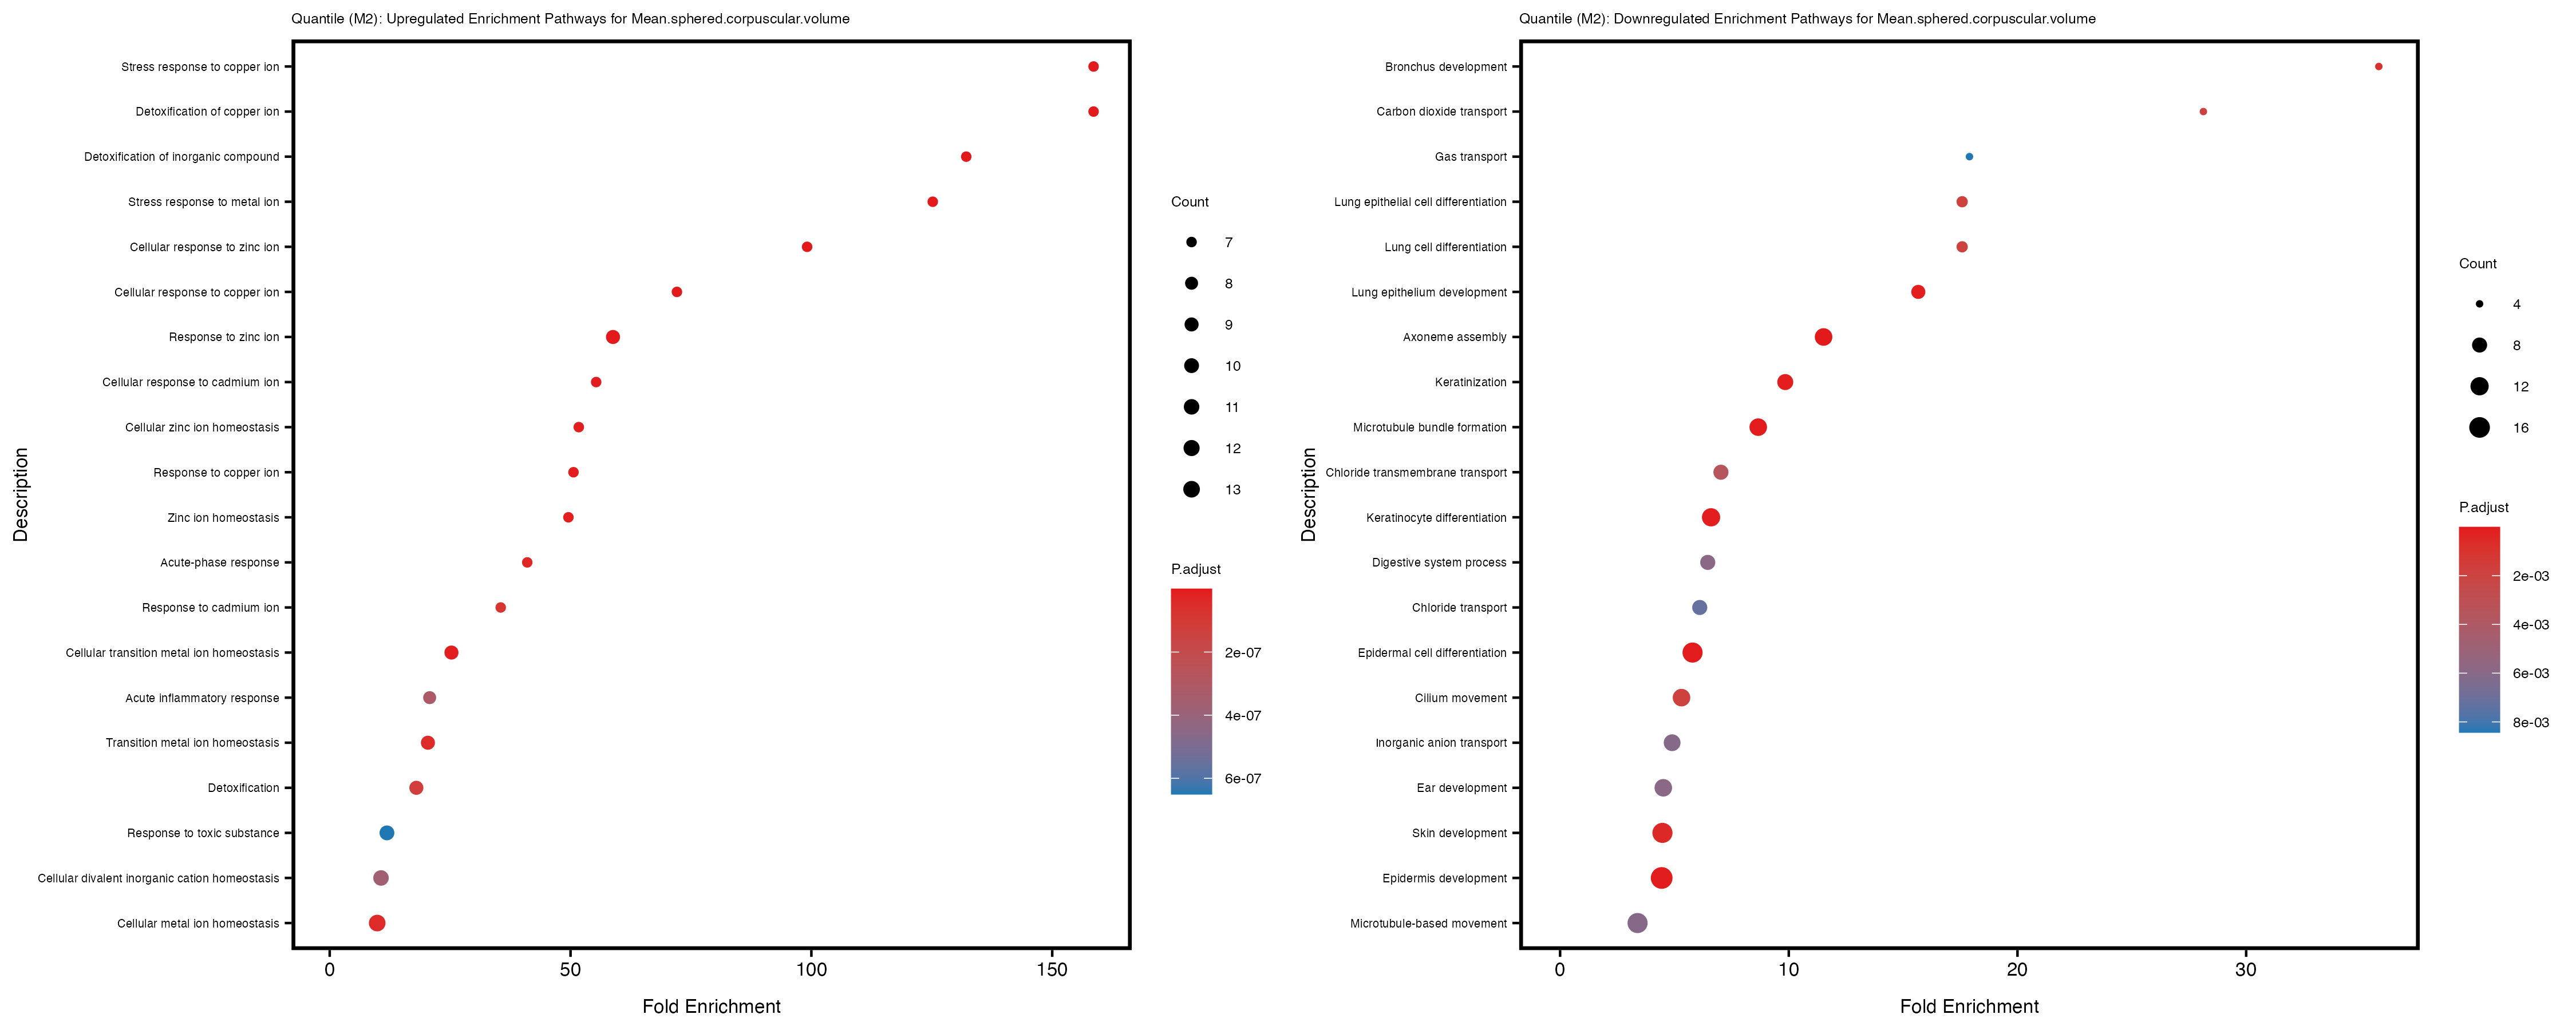 Quantile (M2): Upregulated Enrichment Pathways for Mean.sphered.corpuscular.volume
Description
Stress response to copper ion
Detoxification of copper ion
Detoxification of inorganic compound
Stress response to metal ion
Cellular response to zinc ion
Cellular response to copper ion
Response to zinc ion
Cellular response to cadmium ion
Cellular zinc ion homeostasis
Response to copper ion
Zinc ion homeostasis
Acute-phase response
Response to cadmium ion
Cellular transition metal ion homeostasis
Acute inflammatory response
Transition metal ion homeostasis
Detoxification
Response to toxic substance
Cellular divalent inorganic cation homeostasis
Cellular metal ion homeostasis
0 50 100 150
Fold Enrichment
Count
7
8
9
10
11
12
13
P.adjust
2e-07
4e-07
6e-07
Quantile (M2): Downregulated Enrichment Pathways for Mean.sphered.corpuscular.volume
Description
Bronchus development
Carbon dioxide transport
Gas transport
Lung epithelial cell differentiation
Lung cell differentiation
Lung epithelium development
Axoneme assembly
Keratinization
Microtubule bundle formation
Chloride transmembrane transport
Keratinocyte differentiation
Digestive system process
Chloride transport
Epidermal cell differentiation
Cilium movement
Inorganic anion transport
Ear development
Skin development
Epidermis development
Microtubule-based movement
0 10 20 30
Fold Enrichment
Count
4
8
12
16
P.adjust
2e-03
4e-03
6e-03
8e-03